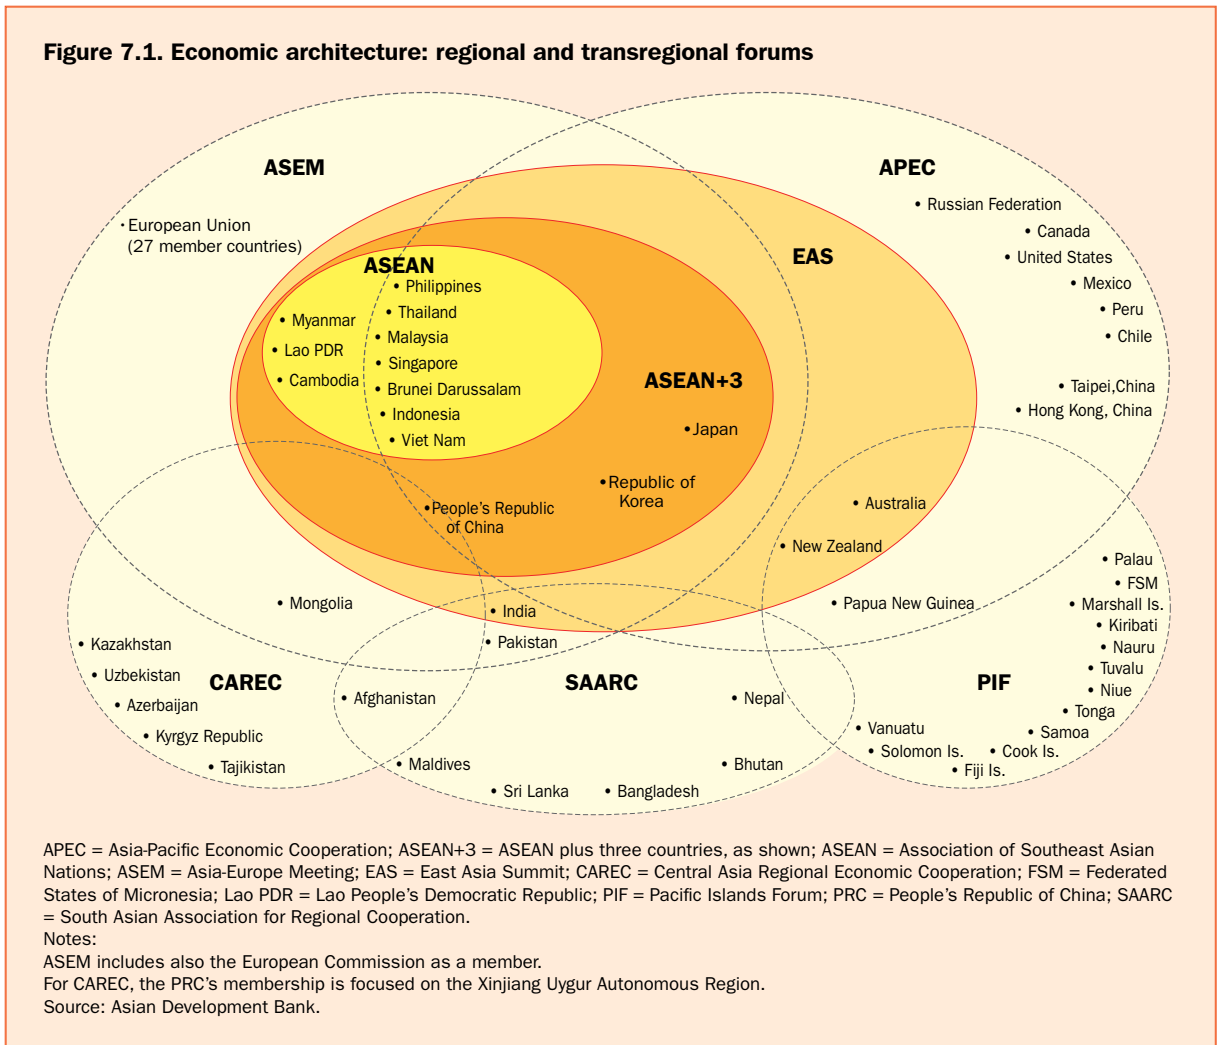 Figure 7.1. Economic architecture: regional and transregional forums
ASEM
APEC
• Russian Federation
• European Union
(27 member countries)
• Canada
EAS
• United States
ASEAN
• Philippines
• Mexico
• Thailand
• Peru
• Myanmar
• Malaysia
• Chile
• Lao PDR
• Singapore
• Cambodia
ASEAN+3
• Brunei Darussalam
• Taipei,China
• Indonesia
• Hong Kong, China
• Viet Nam
•Japan
•Republic of
Korea
•People's Republic
of China
• Australia
• New Zealand
• Palau
• FSM
• Mongolia
• India
• Papua New Guinea
• Marshall Is.
• Kiribati
• Kazakhstan
• Pakistan
• Nauru
• Uzbekistan
• Tuvalu
CAREC
SAARC
PIF
• Niue
• Azerbaijan
• Afghanistan
• Nepal
• Tonga
• Kyrgyz Republic
• Vanuatu
• Samoa
• Solomon Is.
• Cook Is.
• Tajikistan
• Maldives
• Bhutan
• Fiji Is.
• Sri Lanka
• Bangladesh
APEC = Asia-Pacific Economic Cooperation; ASEAN+3 = ASEAN plus three countries, as shown; ASEAN = Association of Southeast Asian
Nations; ASEM = Asia-Europe Meeting; EAS = East Asia Summit; CAREC = Central Asia Regional Economic Cooperation; FSM = Federated
States of Micronesia; Lao PDR = Lao People's Democratic Republic; PIF = Pacific Islands Forum; PRC = People's Republic of China; SAARC
= South Asian Association for Regional Cooperation.
Notes:
ASEM includes also the European Commission as a member.
For CAREC, the PRC's membership is focused on the Xinjiang Uygur Autonomous Region.
Source: Asian Development Bank.